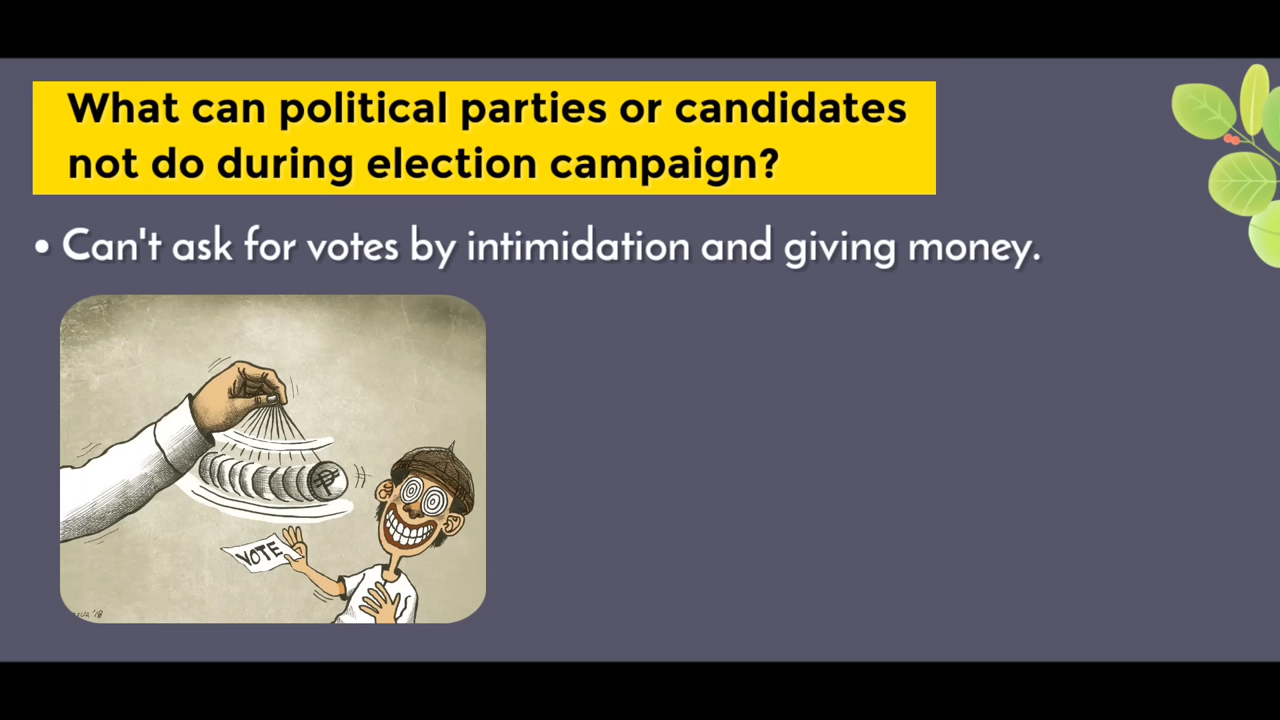 What can political parties or candidates
not do during election campaign?
• Can't ask for votes by intimidation and giving money.
₱
VOTE